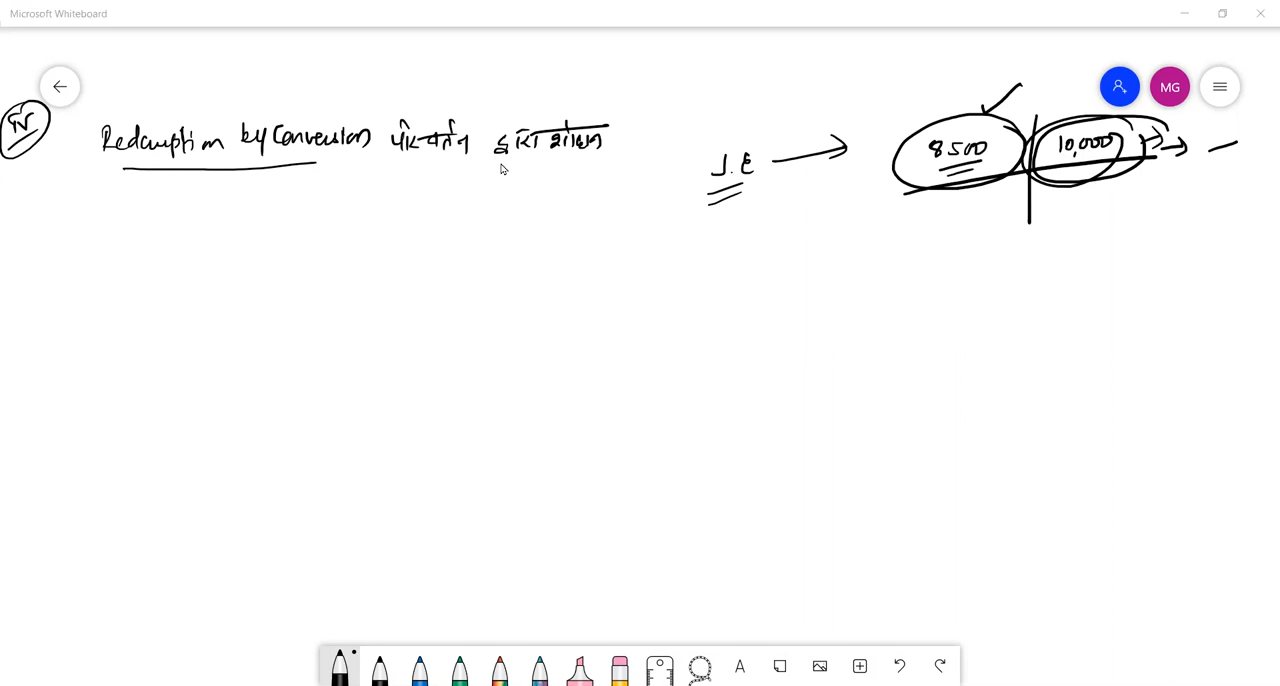 Microsoft Whiteboard
MG
Redemption by Conversion परिवर्तन द्वारा शोधन
J.E
8500 10,000
A